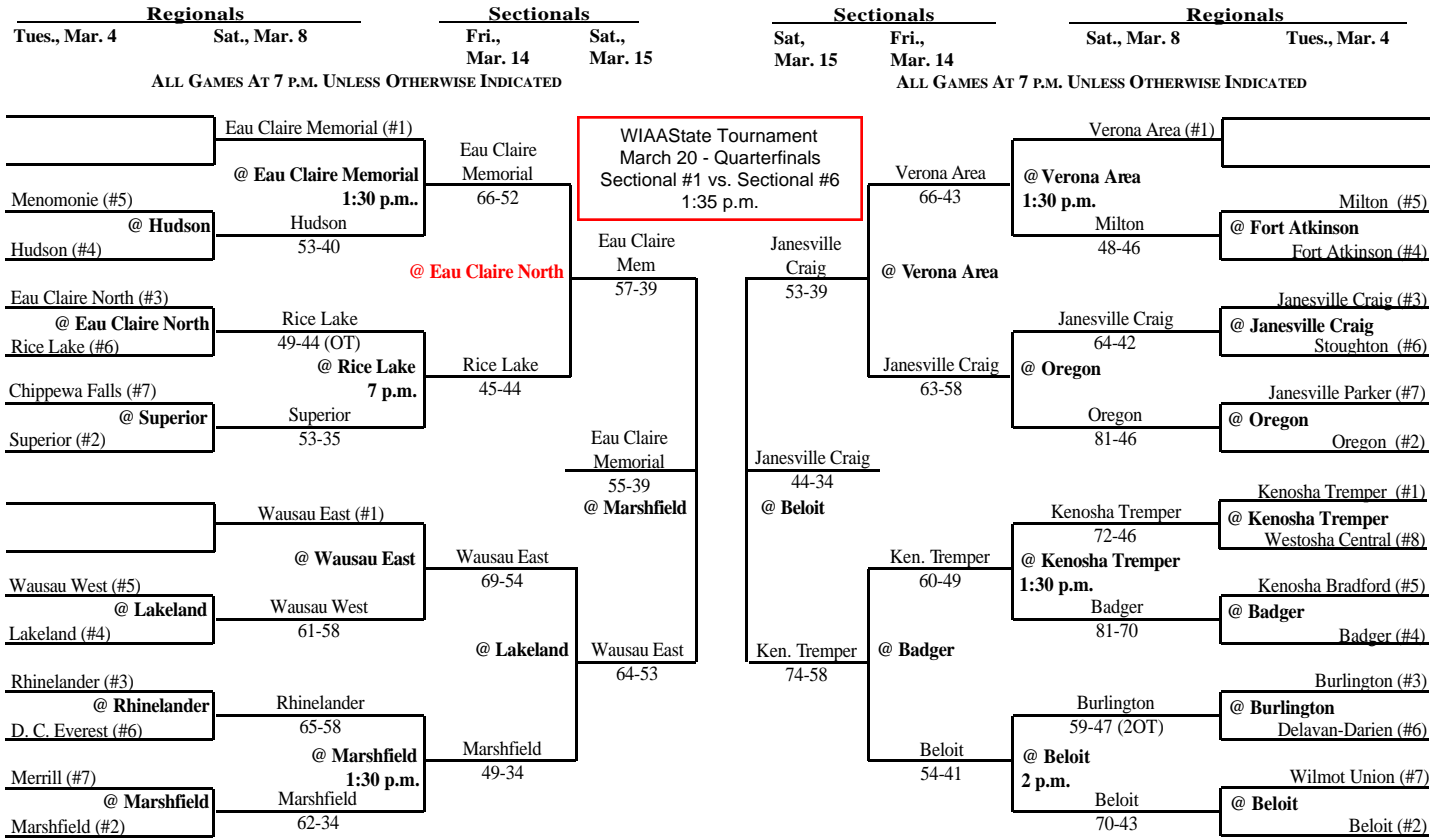 Regionals
Sectionals
Sectionals
Regionals
Tues., Mar. 4
Sat., Mar. 8
Fri.,
Mar. 14
Sat.,
Mar. 15
Sat,
Mar. 15
Fri.,
Mar. 14
Sat., Mar. 8
Tues., Mar. 4
ALL GAMES AT 7 P.M. UNLESS OTHERWISE INDICATED
ALL GAMES AT 7 P.M. UNLESS OTHERWISE INDICATED
WIAAState Tournament
March 20 - Quarterfinals
Sectional #1 vs. Sectional #6
1:35 p.m.
Eau Claire Memorial (#1)
@ Eau Claire Memorial
1:30 p.m..
Menomonie (#5)
@ Hudson
Hudson (#4)
Hudson
53-40
Eau Claire
Memorial
66-52
@ Eau Claire North
Eau Claire North (#3)
@ Eau Claire North
Rice Lake (#6)
Rice Lake
49-44 (OT)
@ Rice Lake
7 p.m.
Chippewa Falls (#7)
@ Superior
Superior (#2)
Superior
53-35
Rice Lake
45-44
Eau Claire
Mem
57-39
Eau Claire
Memorial
55-39
@ Marshfield
Wausau East (#1)
@ Wausau East
Wausau West (#5)
@ Lakeland
Lakeland (#4)
Wausau West
61-58
Wausau East
69-54
@ Lakeland
Wausau East
64-53
Rhinelander (#3)
@ Rhinelander
D. C. Everest (#6)
Rhinelander
65-58
@ Marshfield
1:30 p.m.
Merrill (#7)
@ Marshfield
Marshfield (#2)
Marshfield
62-34
Marshfield
49-34
Verona Area (#1)
@ Verona Area
1:30 p.m.
Milton (#5)
@ Fort Atkinson
Fort Atkinson (#4)
Milton
48-46
Verona Area
66-43
@ Verona Area
Janesville
Craig
53-39
Janesville Craig (#3)
@ Janesville Craig
Stoughton (#6)
Janesville Craig
64-42
@ Oregon
Janesville Parker (#7)
@ Oregon
Oregon (#2)
Oregon
81-46
Janesville Craig
63-58
Janesville Craig
44-34
@ Beloit
Kenosha Tremper (#1)
@ Kenosha Tremper
Westosha Central (#8)
Kenosha Tremper
72-46
@ Kenosha Tremper
1:30 p.m.
Kenosha Bradford (#5)
@ Badger
Badger (#4)
Badger
81-70
Ken. Tremper
60-49
@ Badger
Ken. Tremper
74-58
Burlington (#3)
@ Burlington
Delavan-Darien (#6)
Burlington
59-47 (2OT)
@ Beloit
2 p.m.
Wilmot Union (#7)
@ Beloit
Beloit (#2)
Beloit
70-43
Beloit
54-41